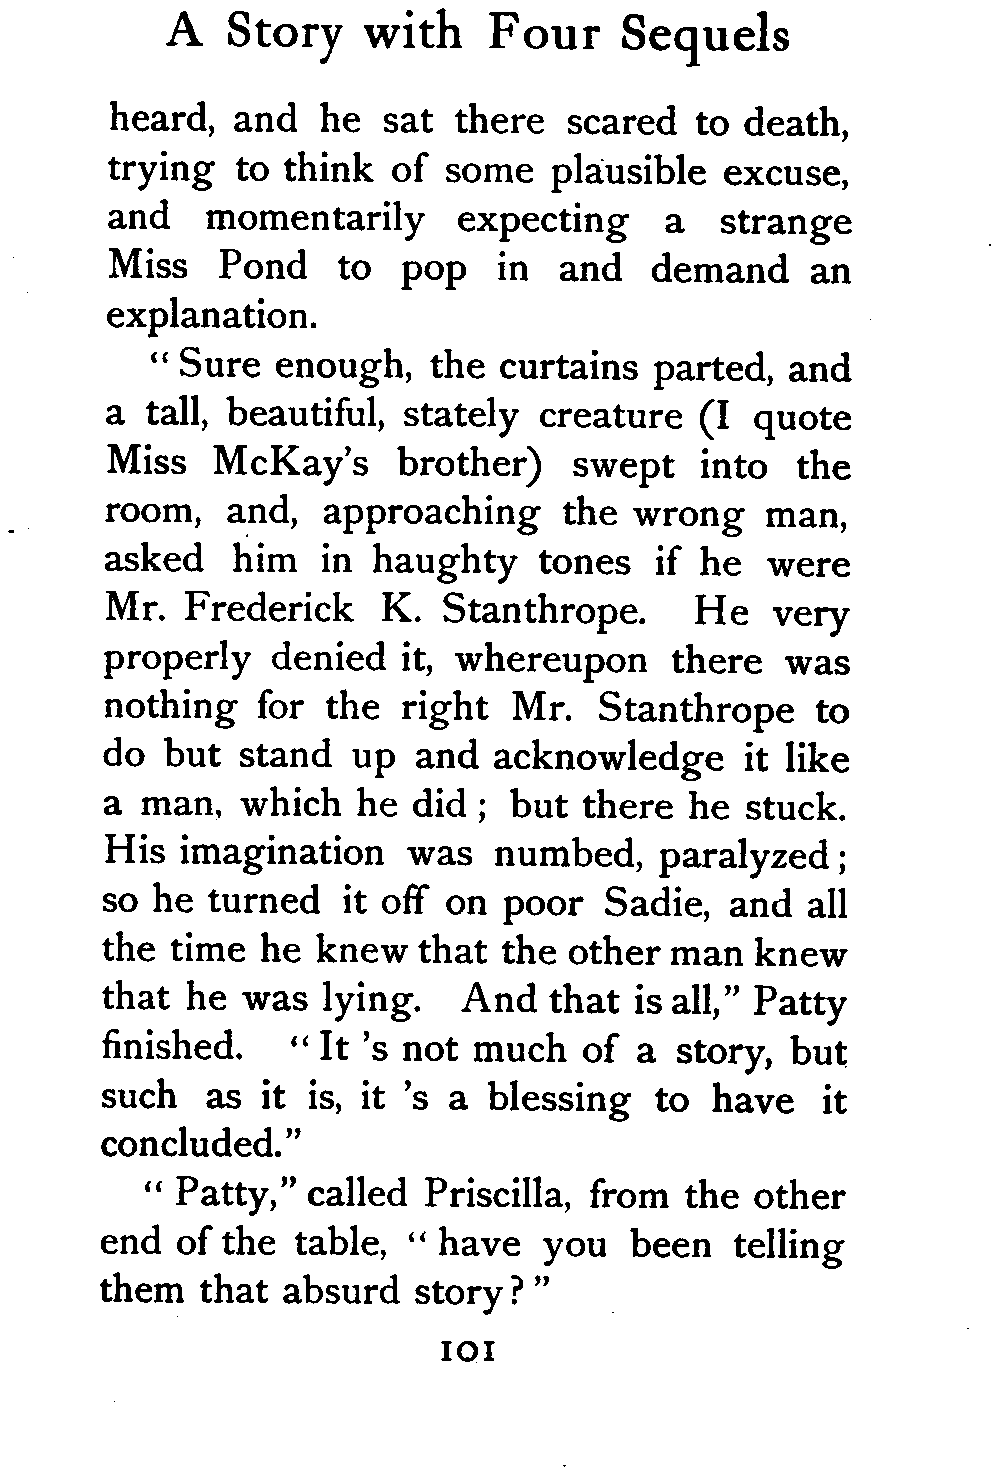 A Story with Four Sequels
heard, and he sat there scared to death,
trying to think of some plausible excuse,
and momentarily expecting a strange
Miss Pond to pop in and demand an
explanation.
“ Sure enough, the curtains parted, and
a tall, beautiful, stately creature (I quote
Miss McKay’s brother) swept into the
room, and, approaching the wrong man,
asked him in haughty tones if he were
Mr. Frederick K. Stanthrope. He very
properly denied it, whereupon there was
nothing for the right Mr. Stanthrope to
do but stand up and acknowledge it like
a man, which he did ; but there he stuck.
His imagination was numbed, paralyzed ;
so he turned it off on poor Sadie, and all
the time he knew that the other man knew
that he was lying. And that is all,” Patty
finished. “ It ’s not much of a story, but
such as it is, it ’s a blessing to have it
concluded.”
“ Patty,” called Priscilla, from the other
end of the table, “ have you been telling
them that absurd story ? ”
101